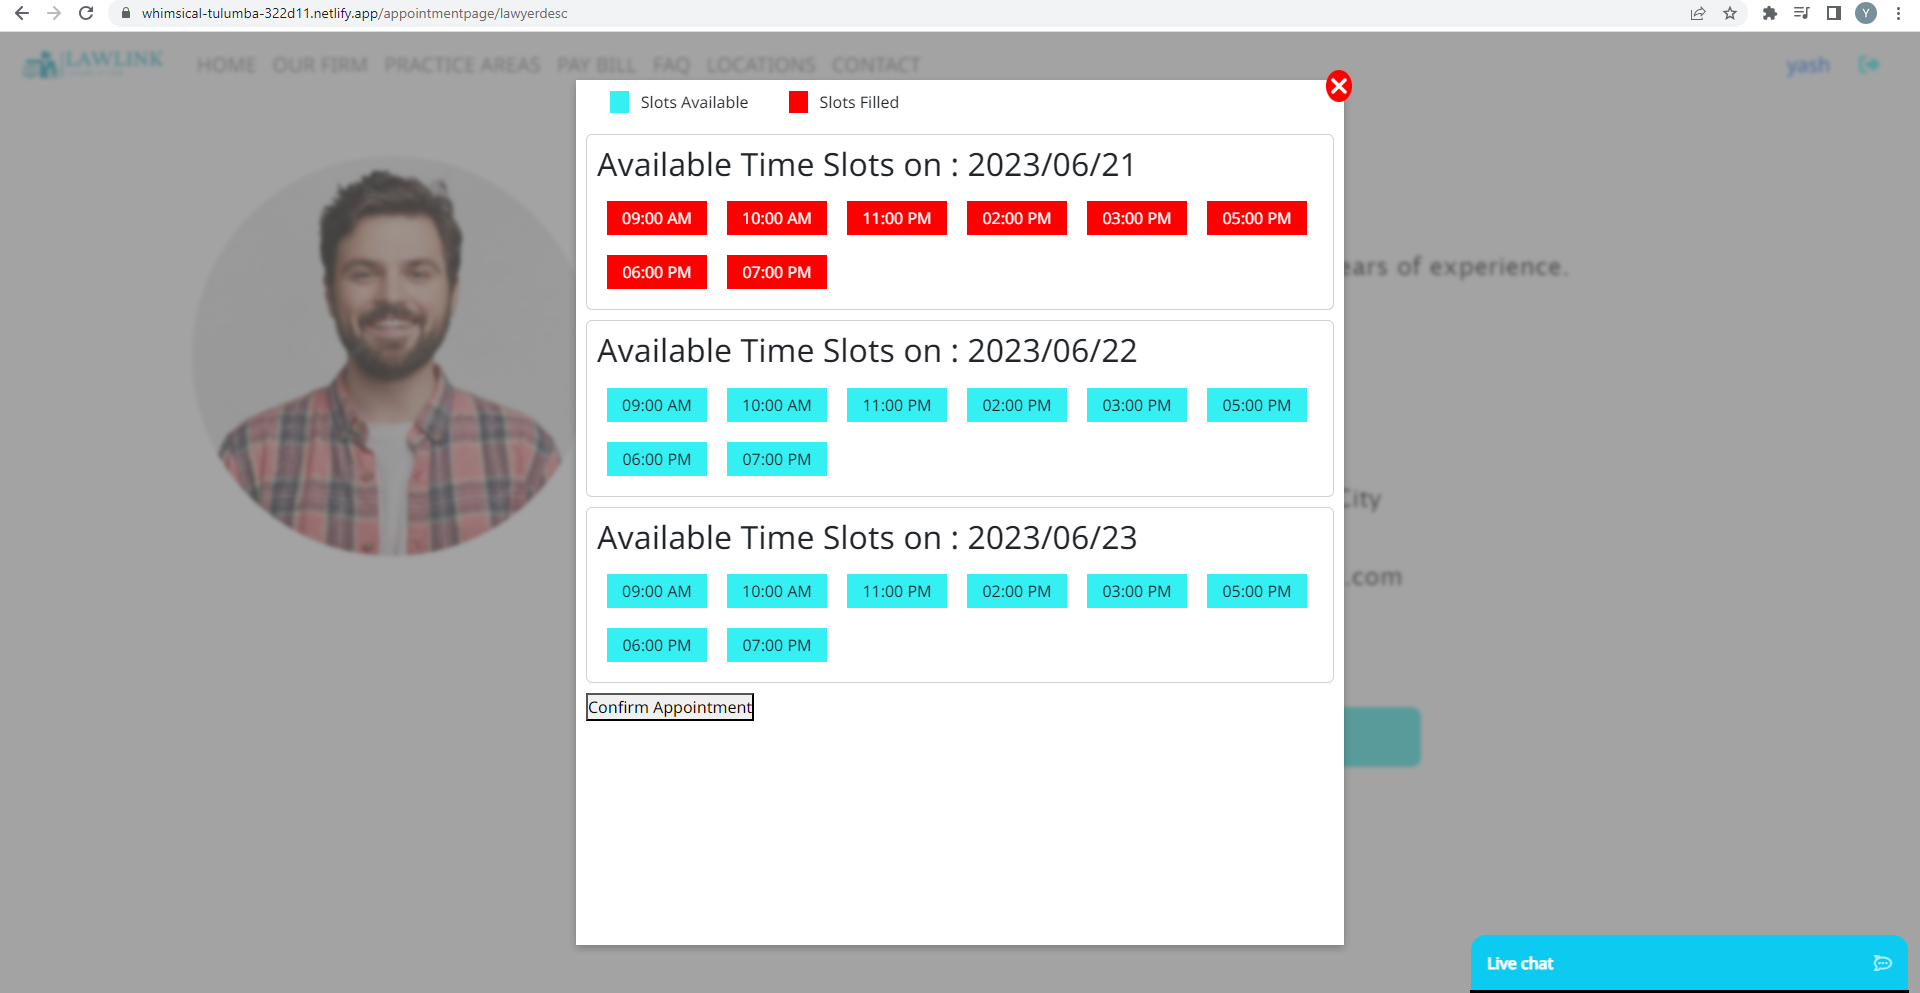 whimsical-tulumba-322d11.netlify.app/appointmentpage/lawyerdesc
Y
LAWLINK
HOME OUR FIRM PRACTICE AREAS PAY BILL FAQ LOCATIONS CONTACT
yash
Slots Available Slots Filled
Available Time Slots on : 2023/06/21
09:00 AM 10:00 AM 11:00 PM 02:00 PM 03:00 PM 05:00 PM
06:00 PM 07:00 PM
ears of experience.
Available Time Slots on : 2023/06/22
09:00 AM 10:00 AM 11:00 PM 02:00 PM 03:00 PM 05:00 PM
06:00 PM 07:00 PM
City
Available Time Slots on : 2023/06/23
09:00 AM 10:00 AM 11:00 PM 02:00 PM 03:00 PM 05:00 PM
.com
06:00 PM 07:00 PM
Confirm Appointment
Live chat